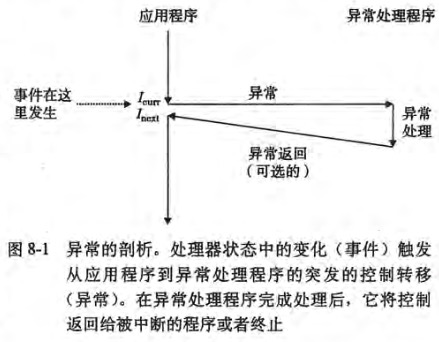 应用程序
异常处理程序
事件在这
里发生
Icurr
Inext
异常
异常
处理
异常返回
(可选的)
图 8-1 异常的剖析。处理器状态中的变化(事件)触发
从应用程序到异常处理程序的突发的控制转移
(异常)。在异常处理程序完成处理后,它将控制
返回给被中断的程序或者终止